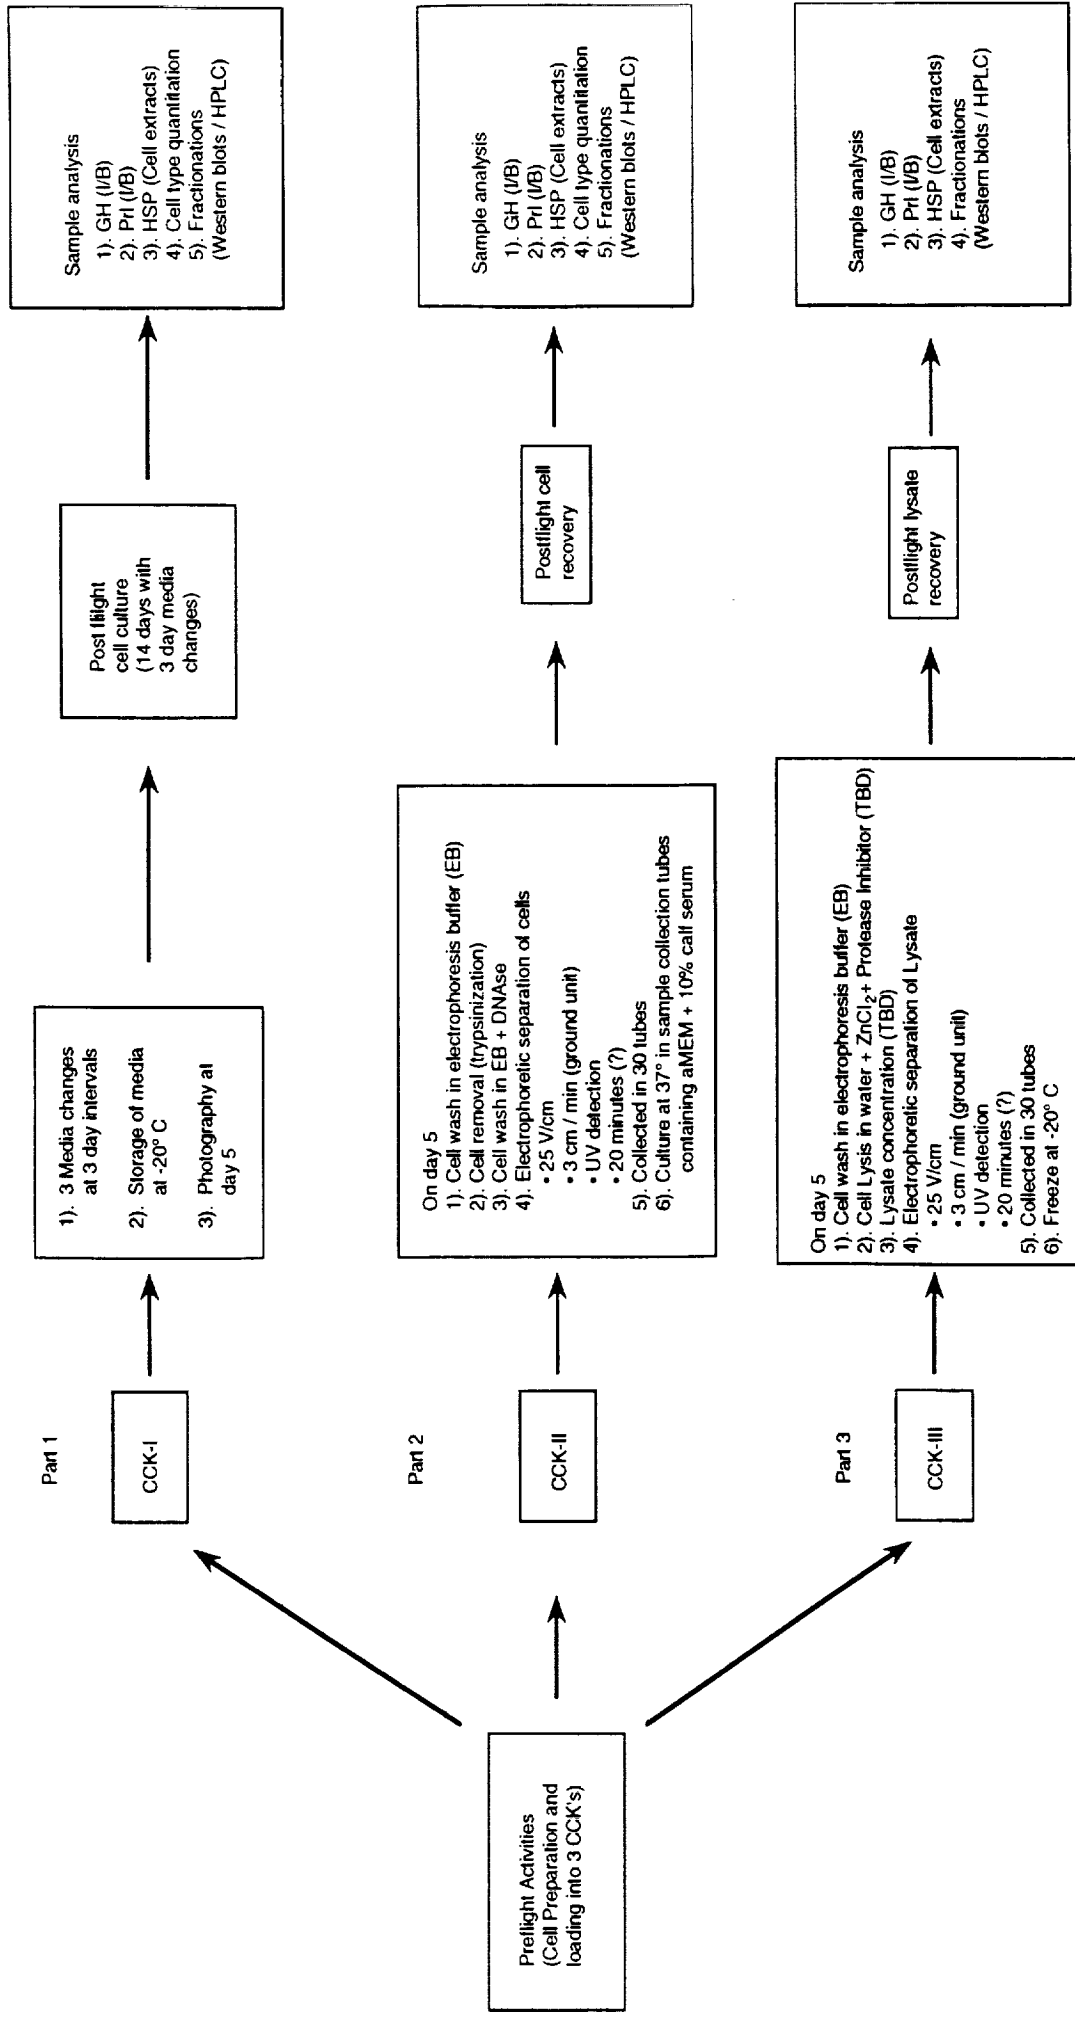 Preflight Activities
(Cell Preparation and
loading into 3 CCK's)
Part 1
CCK-I
1). 3 Media changes
at 3 day intervals
2). Storage of media
at -20° C
3). Photography at
day 5
Post flight
cell culture
(14 days with
3 day media
changes)
Sample analysis
1). GH (I/B)
2). Prl (I/B)
3). HSP (Cell extracts)
4). Cell type quantitation
5). Fractionations
(Western blots / HPLC)
Part 2
CCK-II
On day 5
1). Cell wash in electrophoresis buffer (EB)
2). Cell removal (trypsinization)
3). Cell wash in EB + DNAse
4). Electrophoretic separation of cells
• 25 V/cm
• 3 cm / min (ground unit)
• UV detection
• 20 minutes (?)
5). Collected in 30 tubes
6). Culture at 37° in sample collection tubes
containing aMEM + 10% calf serum
Postflight cell
recovery
Sample analysis
1). GH (I/B)
2). Prl (I/B)
3). HSP (Cell extracts)
4). Cell type quantitation
5). Fractionations
(Western blots / HPLC)
Part 3
CCK-III
On day 5
1). Cell wash in electrophoresis buffer (EB)
2). Cell Lysis in water + ZnCl₂+ Protease Inhibitor (TBD)
3). Lysate concentration (TBD)
4). Electrophoretic separation of Lysate
• 25 V/cm
• 3 cm / min (ground unit)
• UV detection
• 20 minutes (?)
5). Collected in 30 tubes
6). Freeze at -20° C
Postflight lysate
recovery
Sample analysis
1). GH (I/B)
2). Prl (I/B)
3). HSP (Cell extracts)
4). Fractionations
(Western blots / HPLC)